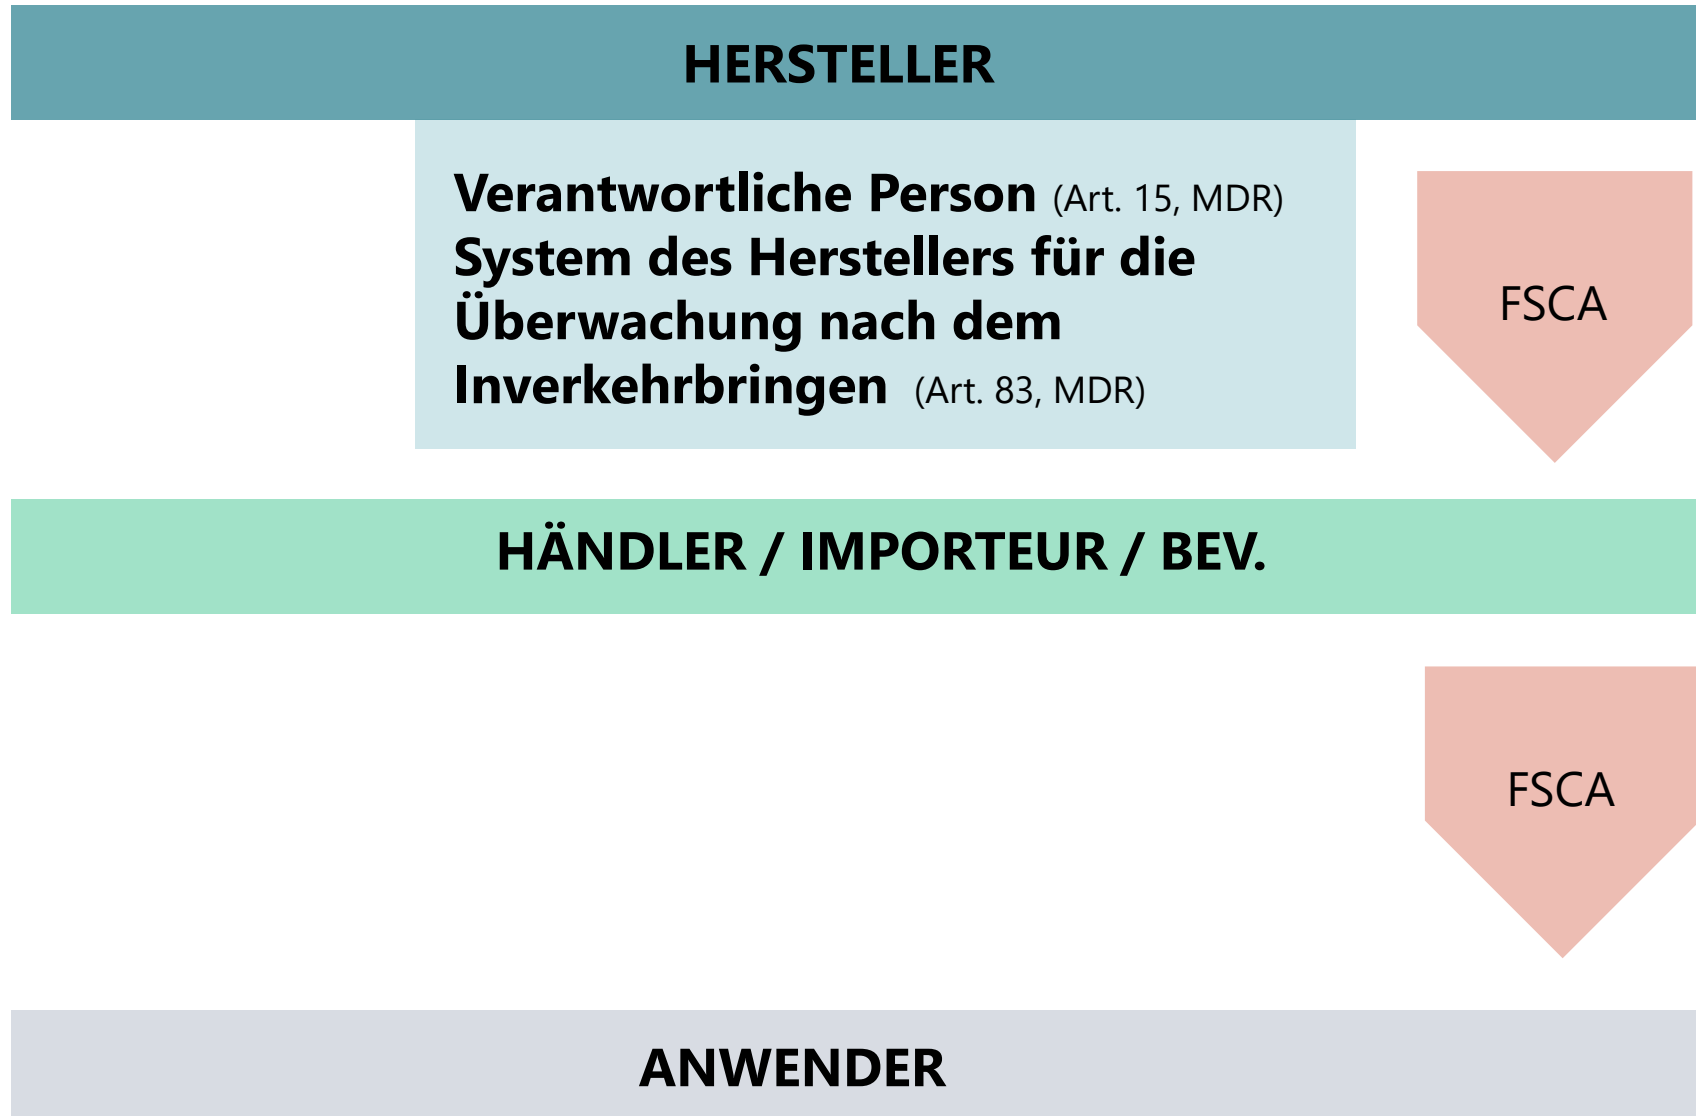 HERSTELLER
Verantwortliche Person (Art. 15, MDR)
System des Herstellers für die
Überwachung nach dem
Inverkehrbringen (Art. 83, MDR)
FSCA
HÄNDLER / IMPORTEUR / BEV.
FSCA
ANWENDER